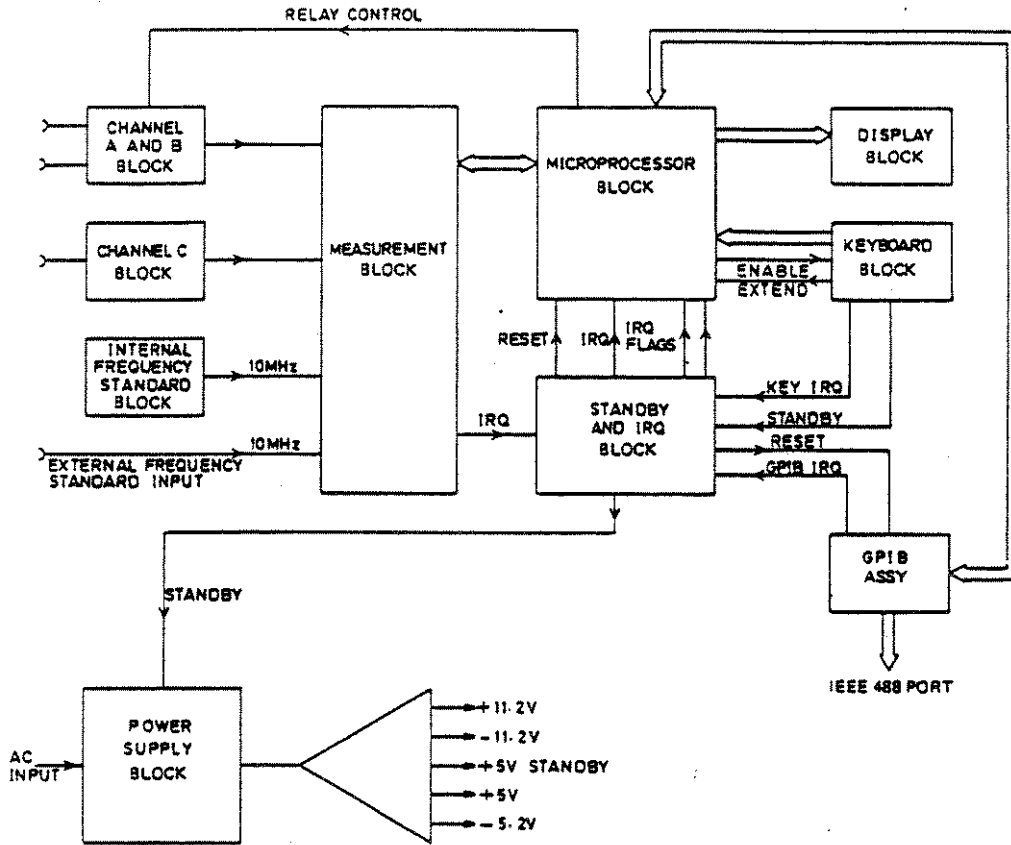 RELAY CONTROL
CHANNEL
A AND B
BLOCK
MICROPROCESSOR
BLOCK
DISPLAY
BLOCK
CHANNEL C
BLOCK
MEASUREMENT
BLOCK
KEYBOARD
BLOCK
ENABLE
EXTEND
INTERNAL
FREQUENCY
STANDARD
BLOCK
10MHz
RESET
IRQ
IRQ
FLAGS
KEY IRQ
STANDBY
RESET
GPIB IRQ
STANDBY
AND IRQ
BLOCK
IRQ
10MHz
EXTERNAL FREQUENCY
STANDARD INPUT
GPIB
ASSY
IEEE 488 PORT
STANDBY
POWER
SUPPLY
BLOCK
AC
INPUT
+11.2V
-11.2V
+5V STANDBY
+5V
-5.2V